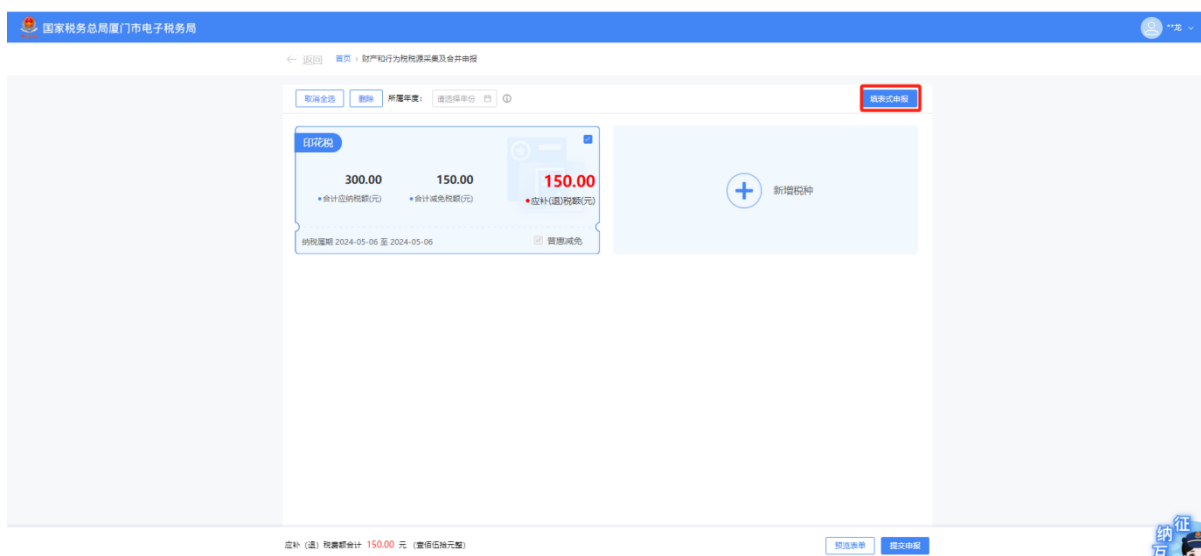 国家税务总局厦门市电子税务局
**龙
返回 首页 › 财产和行为税税源采集及合并申报
取消全选 删除 所属年度: 请选择年份 填表式申报
印花税
300.00 150.00 150.00
•合计应纳税额(元) •合计减免税额(元) •应补(退)税额(元)
新增税种
纳税属期 2024-05-06 至 2024-05-06 普惠减免
应补（退）税费额合计 150.00 元 (壹佰伍拾元整)
预览表单 提交申报
征
纳
互